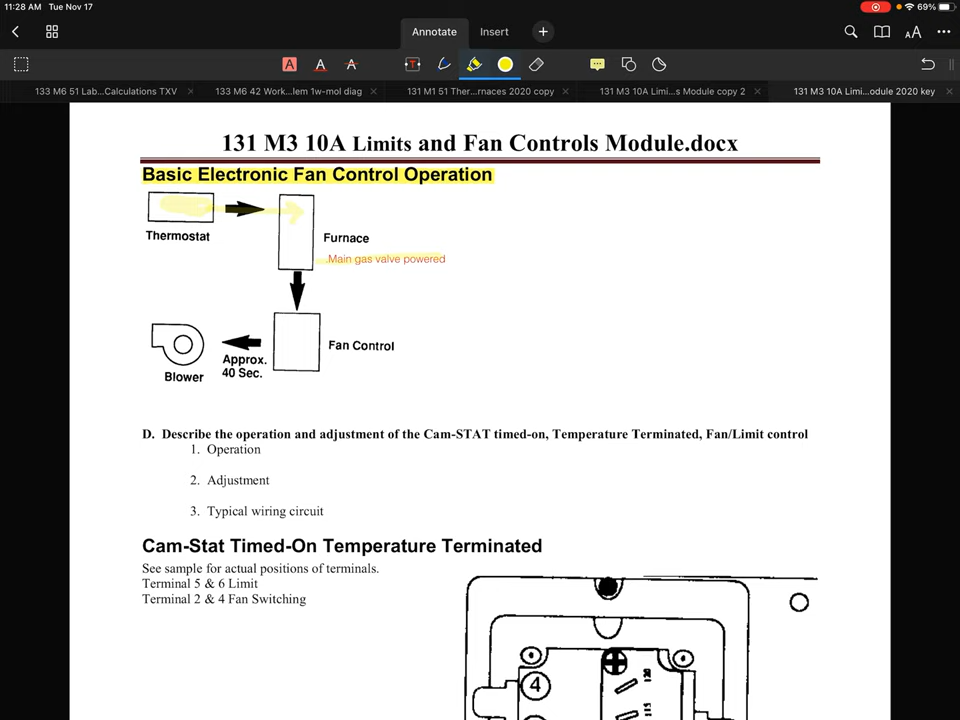 11:28 AM Tue Nov 17
69%
Annotate Insert
133 M6 51 Lab...Calculations TXV
133 M6 42 Work...lem 1w-mol diag
131 M1 51 Ther...rnaces 2020 copy
131 M3 10A Limi...s Module copy 2
131 M3 10A Limi...odule 2020 key
131 M3 10A Limits and Fan Controls Module.docx
Basic Electronic Fan Control Operation
Thermostat
Furnace
Main gas valve powered
Fan Control
Approx.
40 Sec.
Blower
D. Describe the operation and adjustment of the Cam-STAT timed-on, Temperature Terminated, Fan/Limit control
1. Operation
2. Adjustment
3. Typical wiring circuit
Cam-Stat Timed-On Temperature Terminated
See sample for actual positions of terminals.
Terminal 5 & 6 Limit
Terminal 2 & 4 Fan Switching
4
120
115